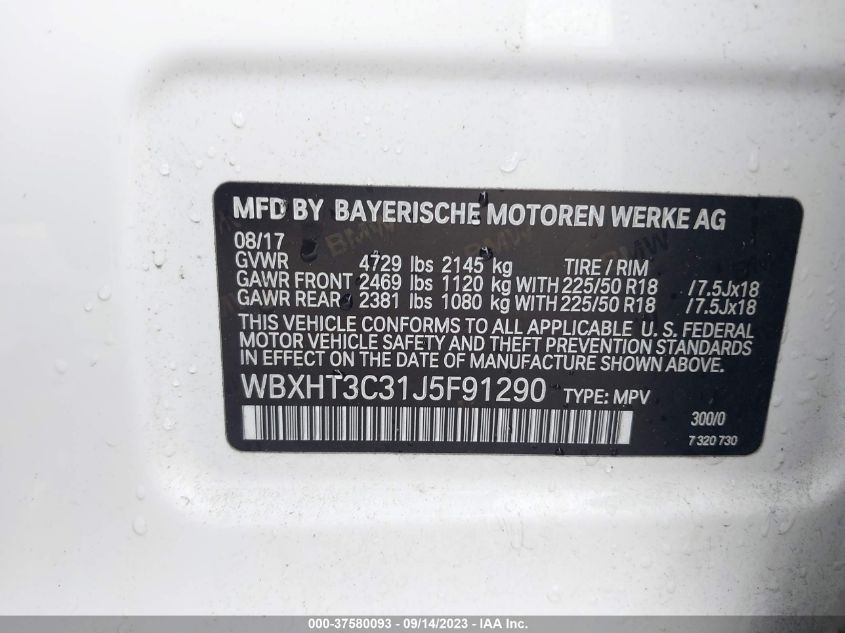 MFD BY BAYERISCHE MOTOREN WERKE AG
08/17
GVWR 4729 lbs 2145 kg TIRE / RIM
GAWR FRONT 2469 lbs 1120 kg WITH 225/50 R18 /7.5Jx18
GAWR REAR 2381 lbs 1080 kg WITH 225/50 R18 /7.5Jx18
THIS VEHICLE CONFORMS TO ALL APPLICABLE U. S. FEDERAL
MOTOR VEHICLE SAFETY AND THEFT PREVENTION STANDARDS
IN EFFECT ON THE DATE OF MANUFACTURE SHOWN ABOVE.
WBXHT3C31J5F91290 TYPE: MPV
300/0
7 320 730
BMW
BMW
000-37580093 - 09/14/2023 - IAA Inc.